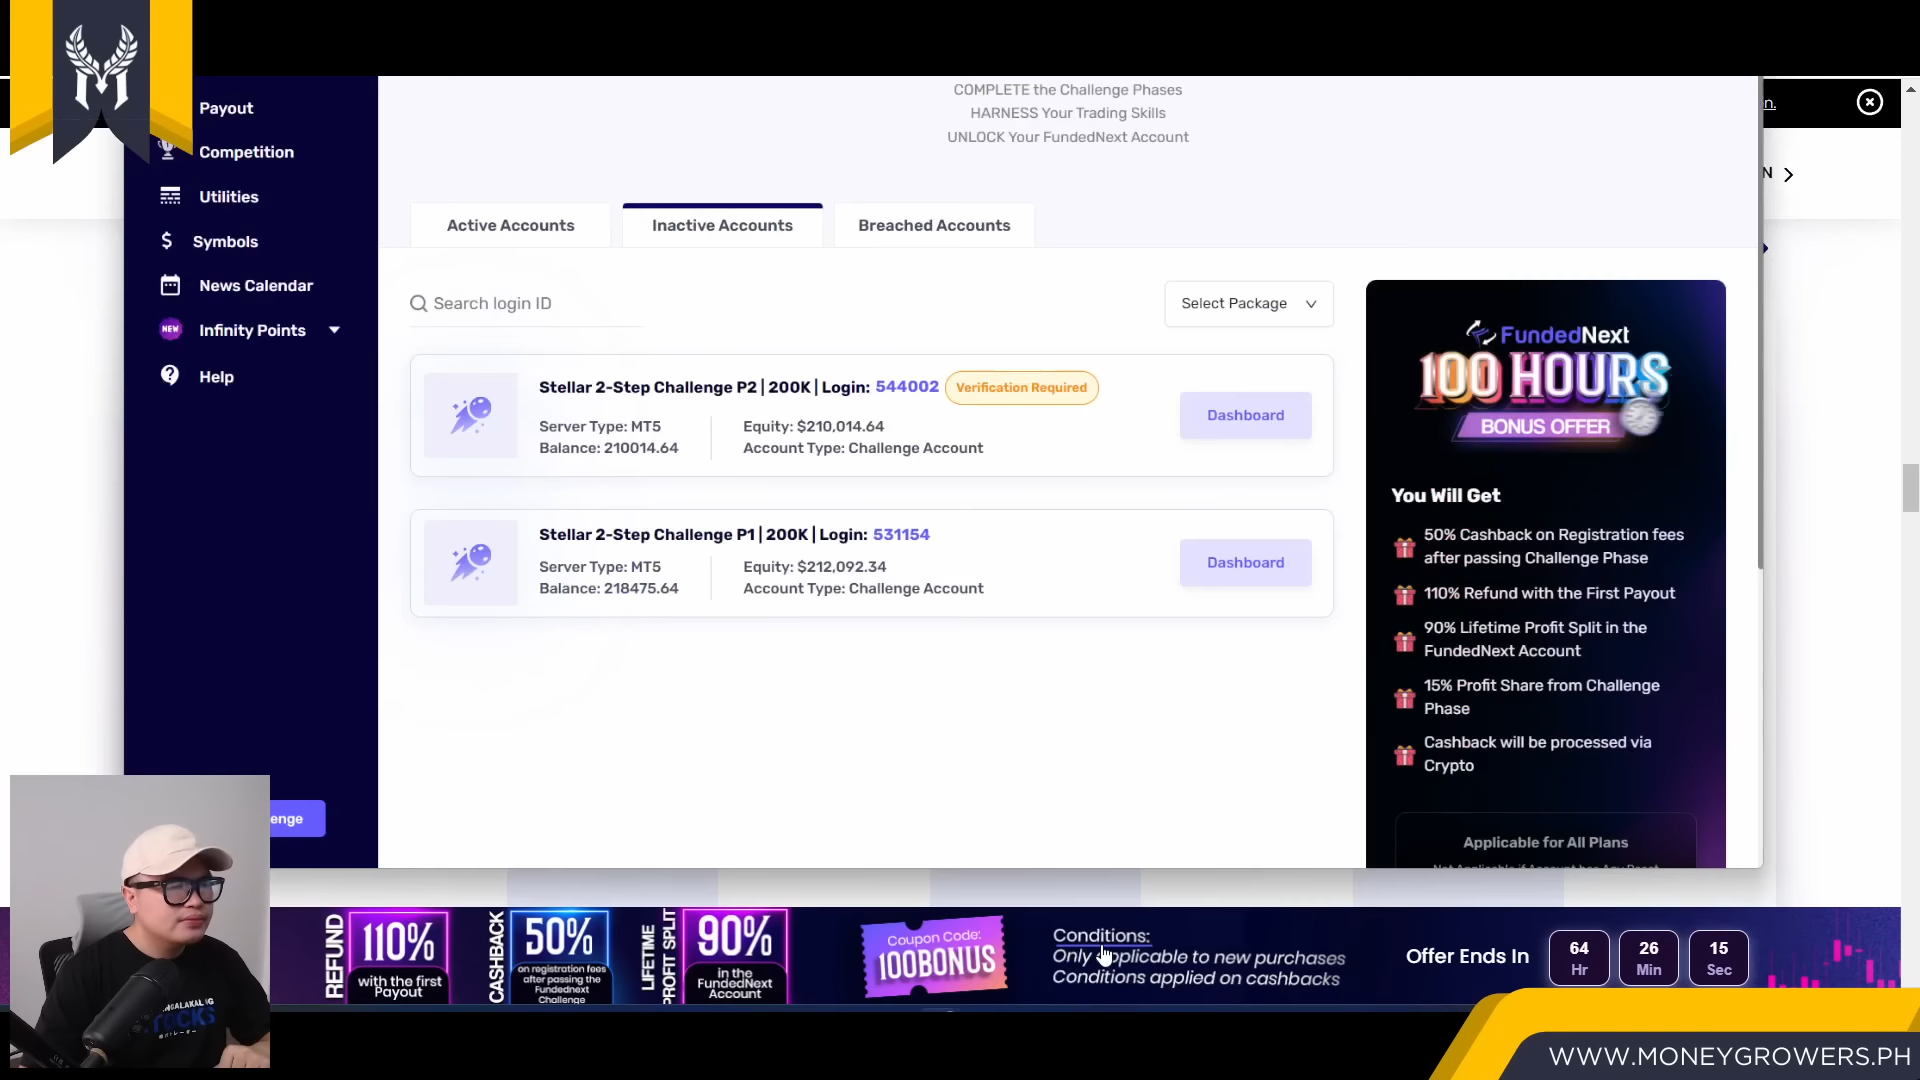 Payout
Competition
Utilities
Symbols
News Calendar
NEW
Infinity Points
Help
enge
COMPLETE the Challenge Phases
HARNESS Your Trading Skills
UNLOCK Your FundedNext Account
n.
N
Active Accounts
Inactive Accounts
Breached Accounts
Search login ID
Select Package
Stellar 2-Step Challenge P2 | 200K | Login: 544002
Verification Required
Server Type: MT5
Equity: $210,014.64
Balance: 210014.64
Account Type: Challenge Account
Dashboard
Stellar 2-Step Challenge P1 | 200K | Login: 531154
Server Type: MT5
Equity: $212,092.34
Balance: 218475.64
Account Type: Challenge Account
Dashboard
FundedNext
100 HOURS
BONUS OFFER
You Will Get
50% Cashback on Registration fees
after passing Challenge Phase
110% Refund with the First Payout
90% Lifetime Profit Split in the
FundedNext Account
15% Profit Share from Challenge
Phase
Cashback will be processed via
Crypto
Applicable for All Plans
REFUND
110%
with the first
Payout
CASHBACK
50%
on registration fees
after passing the
Fundednext
Challenge
LIFETIME
PROFIT SPLIT
90%
in the
FundedNext
Account
Coupon Code:
100BONUS
Conditions:
Only applicable to new purchases
Conditions applied on cashbacks
Offer Ends In
64
Hr
26
Min
15
Sec
WWW.MONEYGROWERS.PH